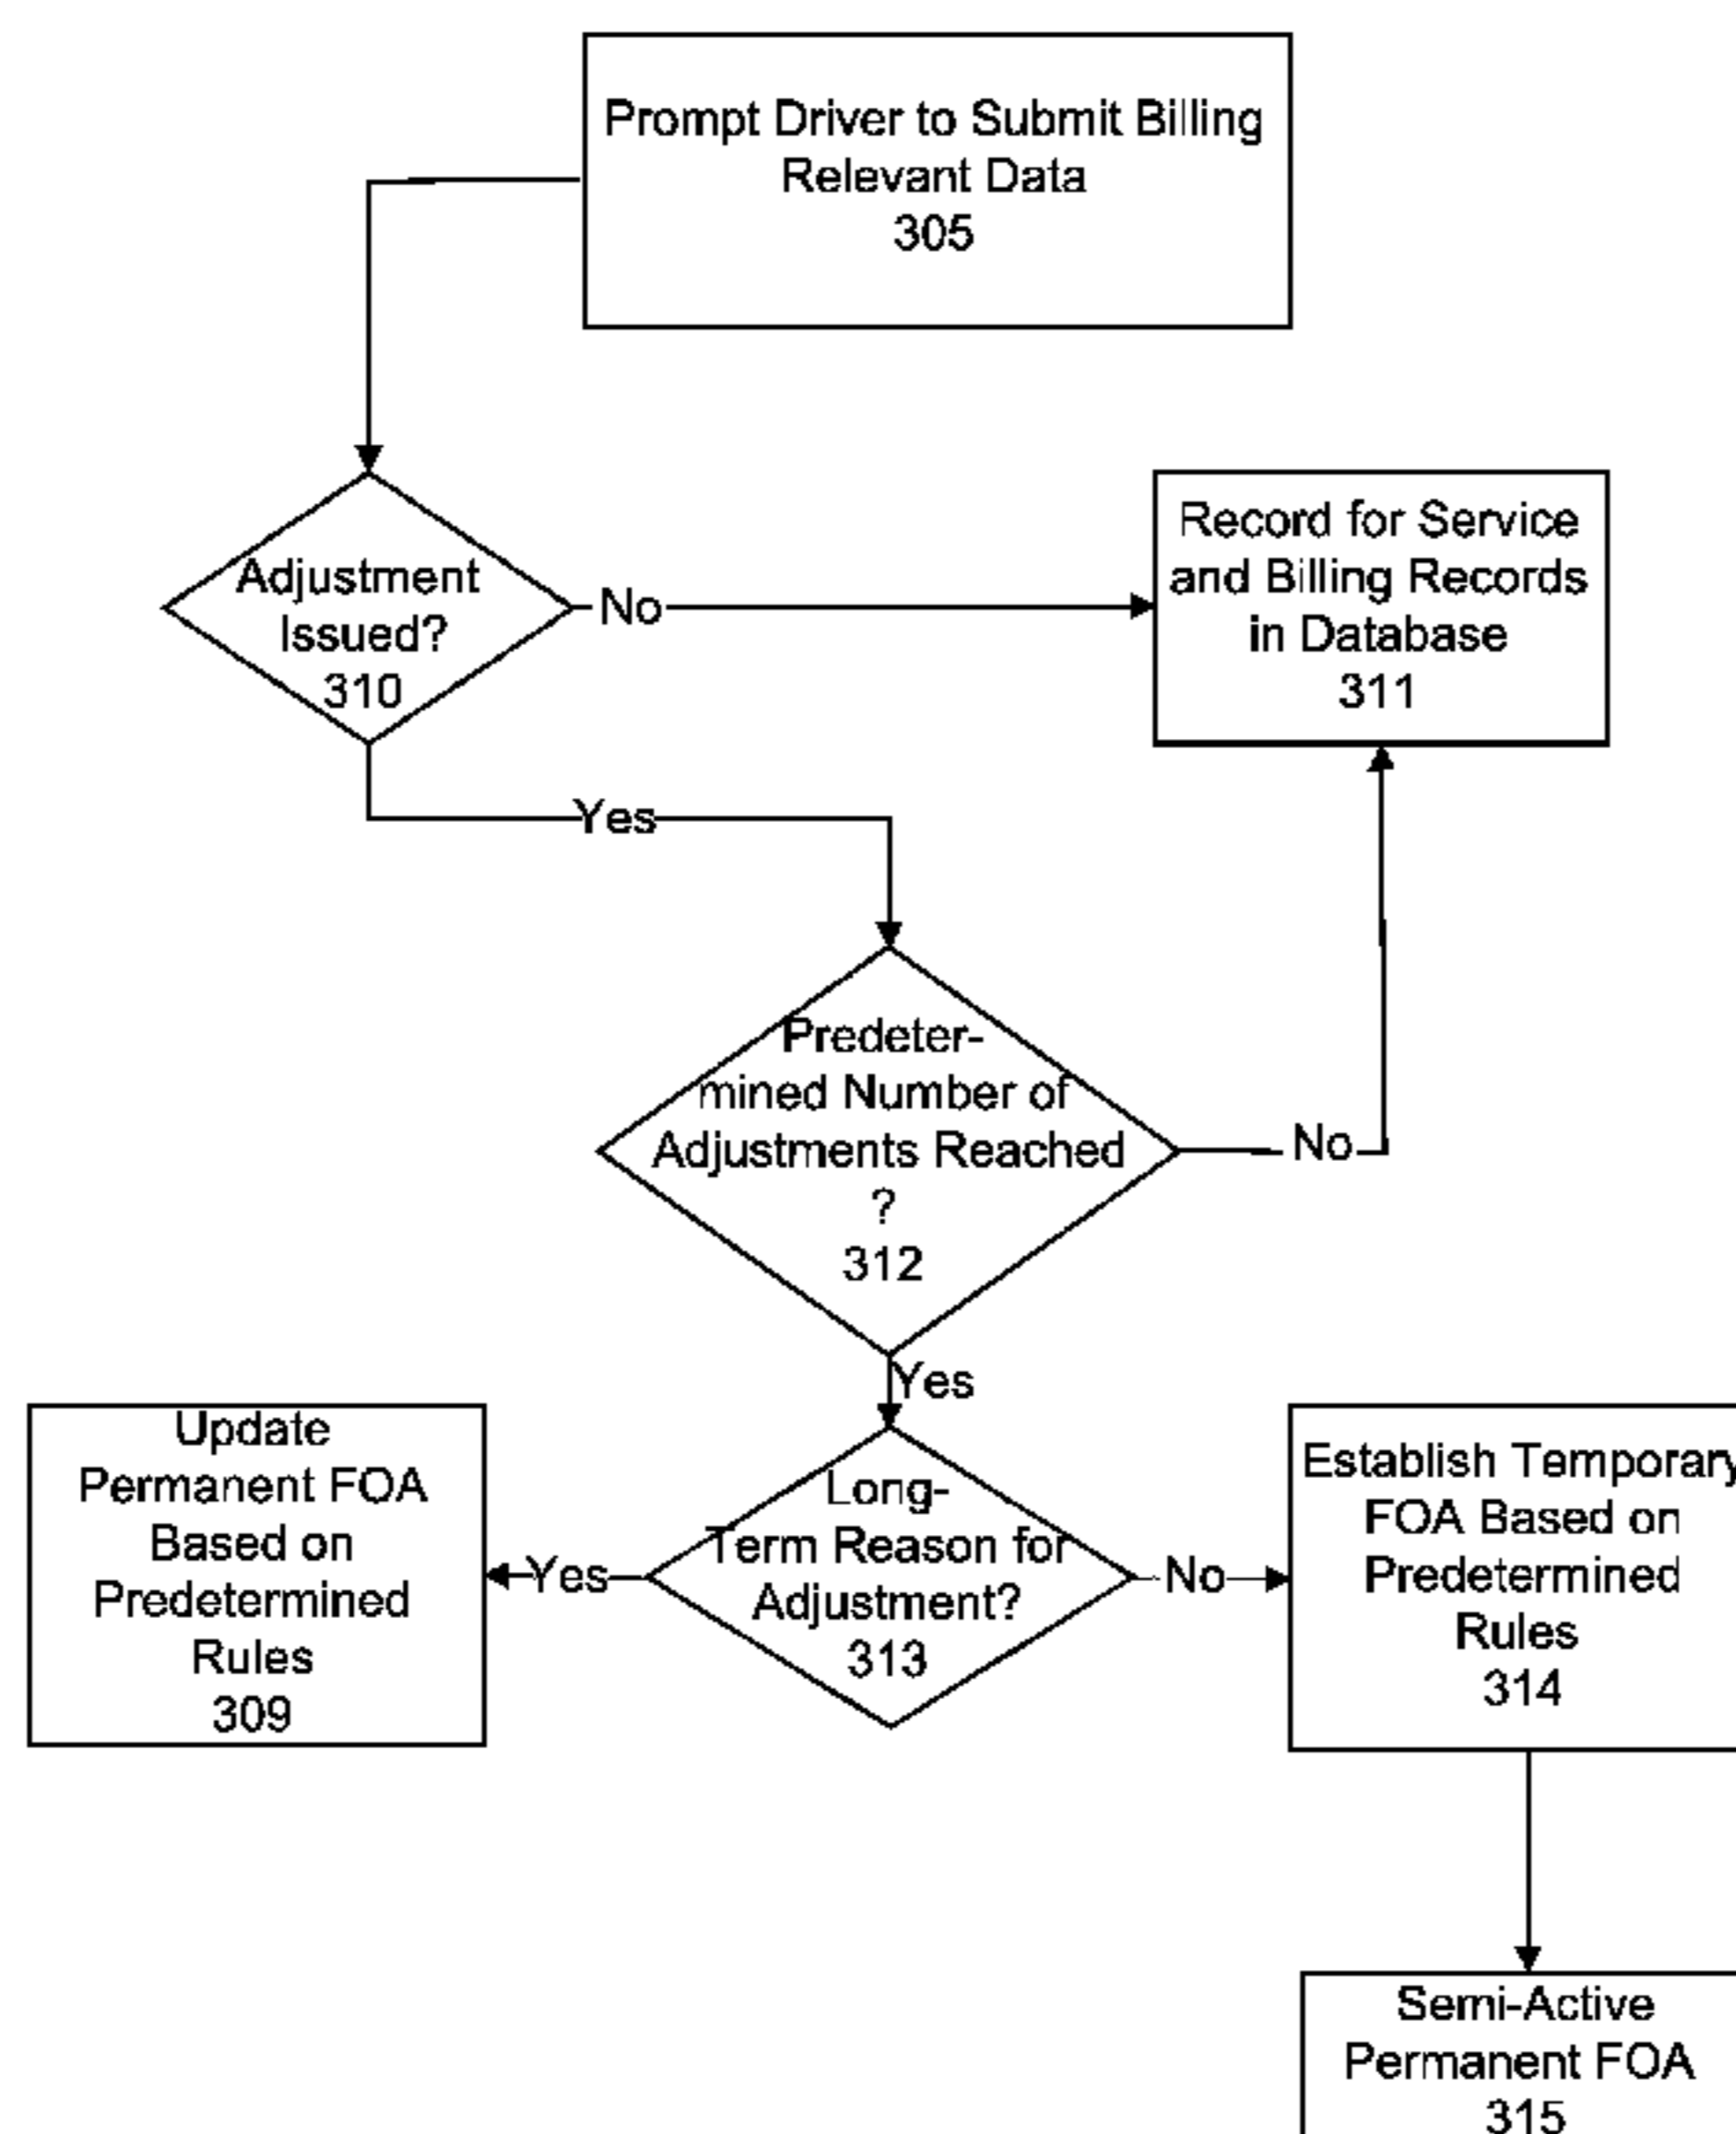 Prompt Driver to Submit Billing
Relevant Data
305
Adjustment
Issued?
310
No
Record for Service
and Billing Records
in Database
311
Yes
Predeter-
mined Number of
Adjustments Reached
?
312
No
Yes
Update
Permanent FOA
Based on
Predetermined
Rules
309
Yes
Long-
Term Reason for
Adjustment?
313
No
Establish Temporary
FOA Based on
Predetermined
Rules
314
Semi-Active
Permanent FOA
315